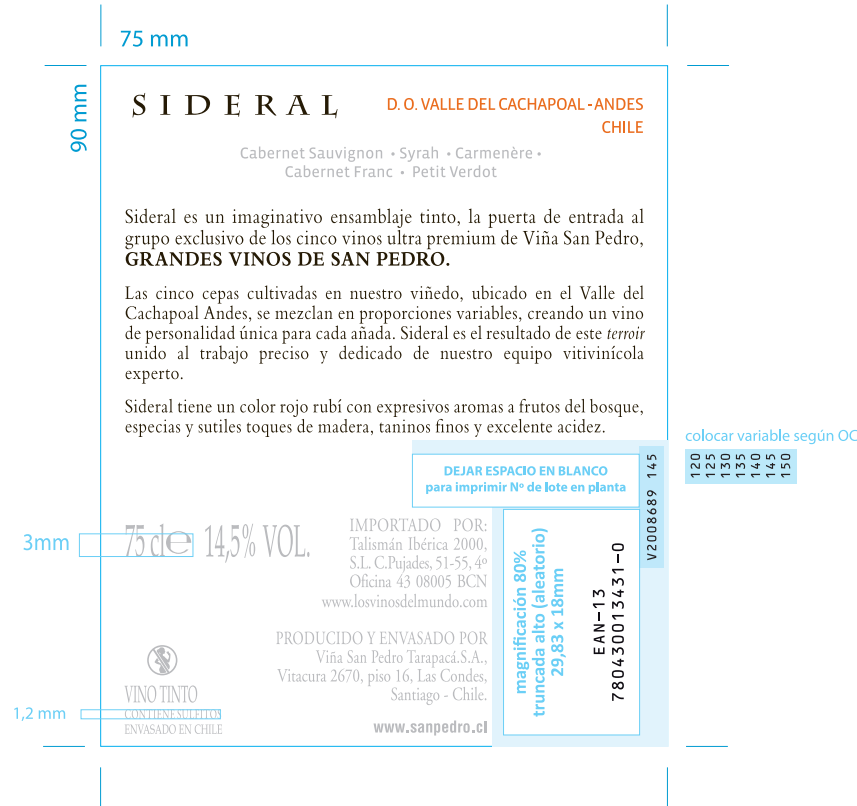 75 mm
90 mm
SIDERAL
D. O. VALLE DEL CACHAPOAL - ANDES
CHILE
Cabernet Sauvignon • Syrah • Carmenère •
Cabernet Franc • Petit Verdot
Sideral es un imaginativo ensamblaje tinto, la puerta de entrada al
grupo exclusivo de los cinco vinos ultra premium de Viña San Pedro,
GRANDES VINOS DE SAN PEDRO.
Las cinco cepas cultivadas en nuestro viñedo, ubicado en el Valle del
Cachapoal Andes, se mezclan en proporciones variables, creando un vino
de personalidad única para cada añada. Sideral es el resultado de este terroir
unido al trabajo preciso y dedicado de nuestro equipo vitivinícola
experto.
Sideral tiene un color rojo rubí con expresivos aromas a frutos del bosque,
especias y sutiles toques de madera, taninos finos y excelente acidez.
colocar variable según OC
120
125
130
135
140
145
150
V2008689 145
DEJAR ESPACIO EN BLANCO
para imprimir Nº de lote en planta
3mm
75 cl e 14,5% VOL.
IMPORTADO POR:
Talismán Ibérica 2000,
S.L. C.Pujades, 51-55, 4º
Oficina 43 08005 BCN
www.losvinosdelmundo.com
PRODUCIDO Y ENVASADO POR
Viña San Pedro Tarapacá.S.A.,
Vitacura 2670, piso 16, Las Condes,
Santiago - Chile.
www.sanpedro.cl
magnificación 80%
truncada alto (aleatorio)
29,83 x 18mm
EAN-13
780430013431-0
VINO TINTO
1,2 mm
CONTIENE SULFITOS
ENVASADO EN CHILE